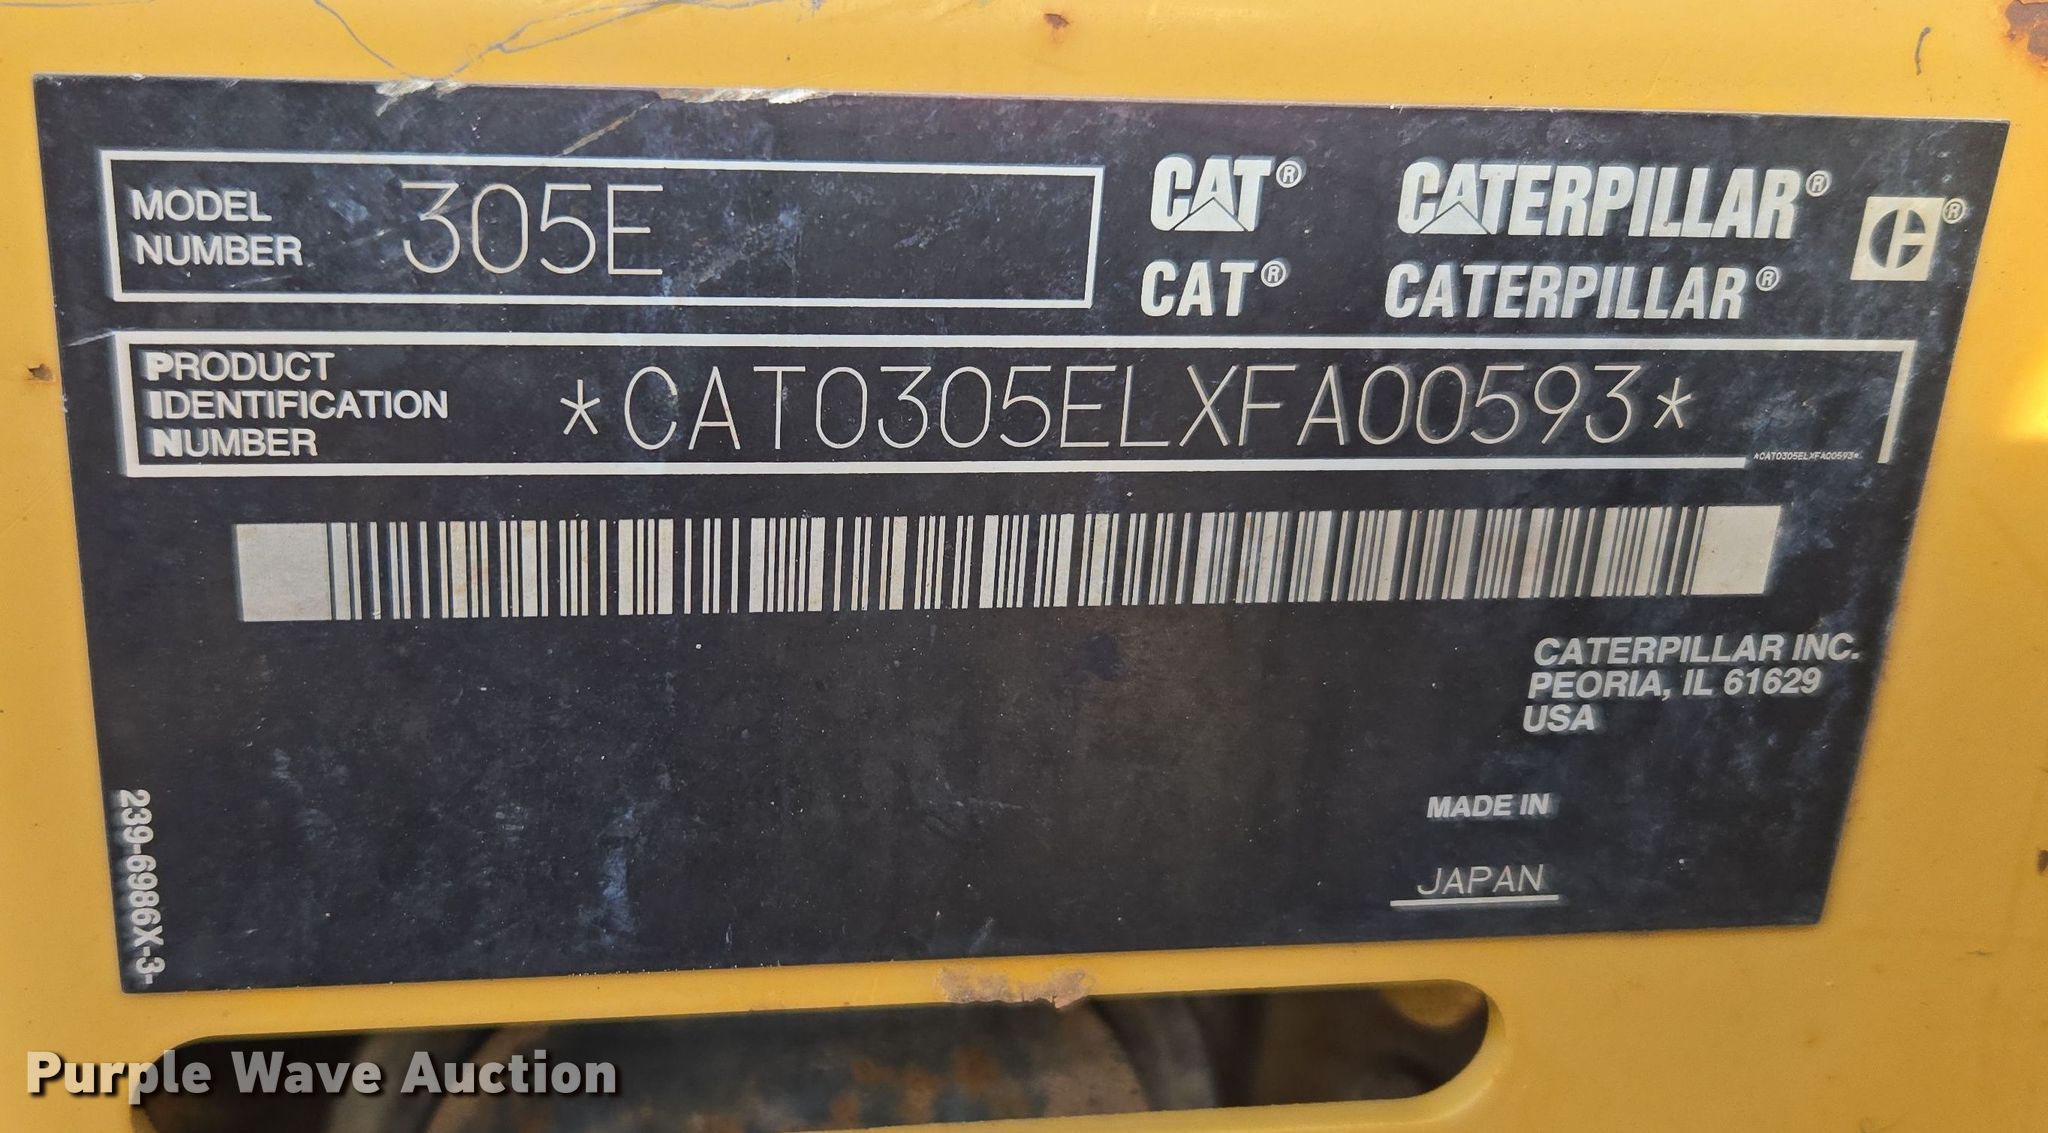 MODEL
NUMBER
305E
CAT® CATERPILLAR®
CAT® CATERPILLAR®
PRODUCT
IDENTIFICATION
NUMBER
*CAT0305ELXFA00593*
*CAT0305ELXFA00593*
CATERPILLAR INC.
PEORIA, IL 61629
USA
MADE IN
JAPAN
239-6986X-3-
Purple Wave Auction